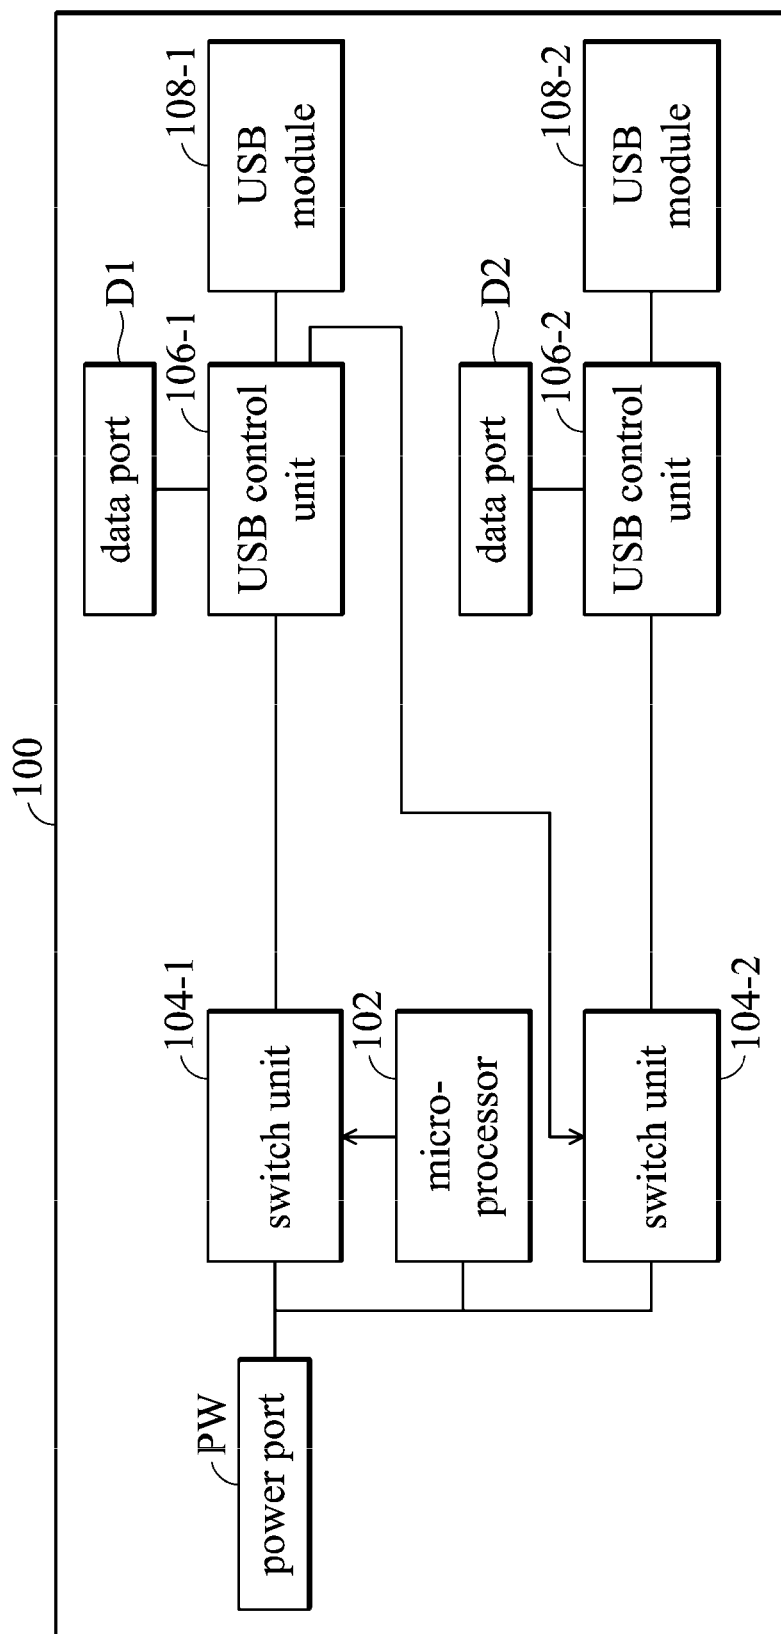 100
PW
power port
104-1
switch unit
102
micro-
processor
104-2
switch unit
D1
data port
106-1
USB control
unit
108-1
USB
module
D2
data port
106-2
USB control
unit
108-2
USB
module